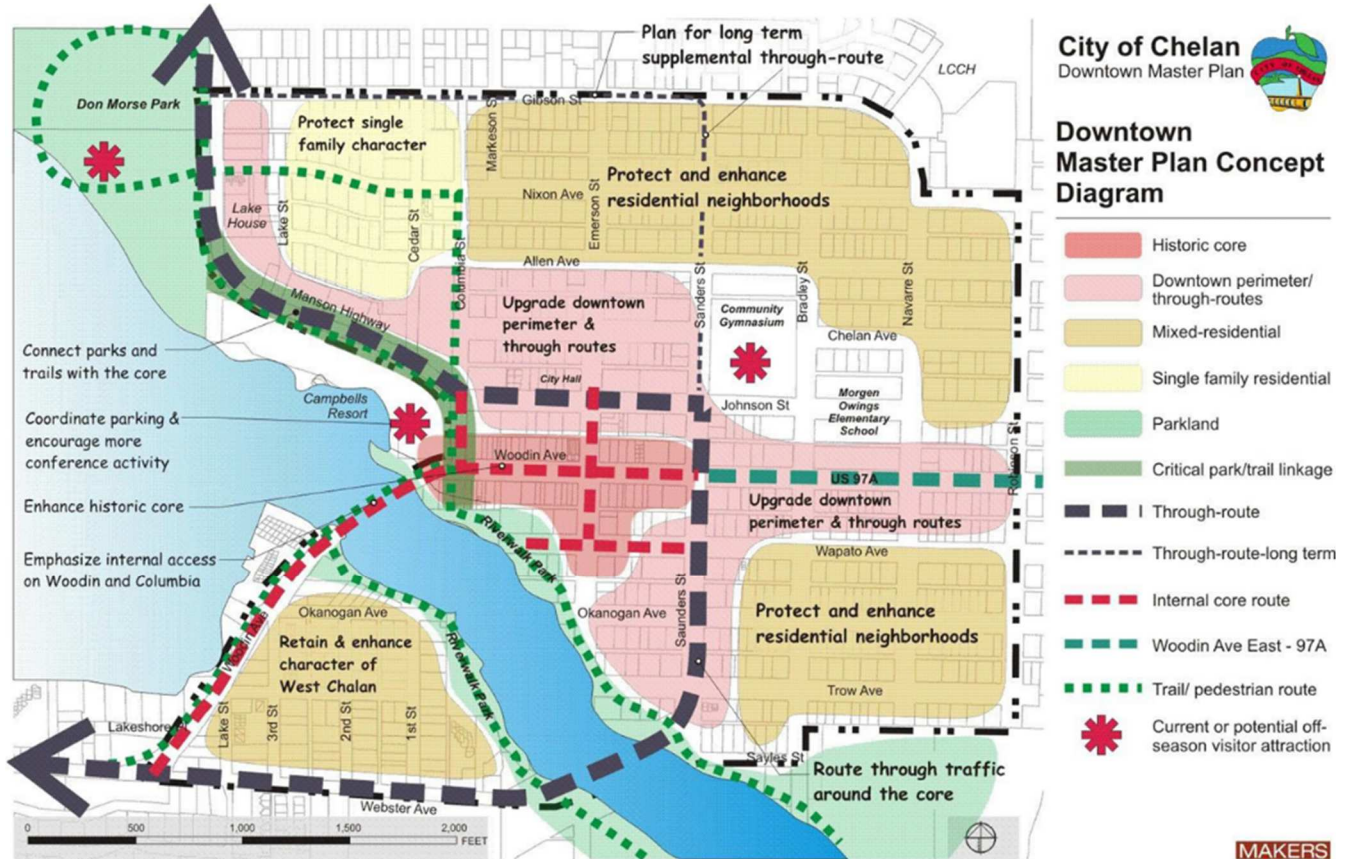 Plan for long term
supplemental through-route
LCCH
City of Chelan
Downtown Master Plan
CITY OF CHELAN
Downtown
Master Plan Concept
Diagram
Historic core
Downtown perimeter/
through-routes
Mixed-residential
Single family residential
Parkland
Critical park/trail linkage
Through-route
Through-route-long term
Internal core route
Woodin Ave East - 97A
Trail/ pedestrian route
Current or potential off-
season visitor attraction
MAKERS
Don Morse Park
Gibson St
Protect single
family character
Markeson St
Protect and enhance
residential neighborhoods
Nixon Ave
Emerson St
Lake
House
Lake St
Cedar St
Columbia St
Allen Ave
Sanders St
Bradley St
Navarre St
Manson Highway
Upgrade downtown
perimeter &
through routes
Community
Gymnasium
Chelan Ave
Connect parks and
trails with the core
City Hall
Campbells
Resort
Johnson St
Morgen
Owings
Elementary
School
Coordinate parking &
encourage more
conference activity
Woodin Ave
US 97A
Robinson St
Enhance historic core
Upgrade downtown
perimeter & through routes
Riverwalk Park
Wapato Ave
Emphasize internal access
on Woodin and Columbia
Okanogan Ave
Okanogan Ave
Saunders St
Protect and enhance
residential neighborhoods
Woodin Ave
Retain & enhance
character of
West Chalan
Riverwalk Park
Trow Ave
Lakeshore
Lake St
3rd St
2nd St
1st St
Sayles St
Route through traffic
around the core
Webster Ave
0 500 1,000 1,500 2,000
FEET